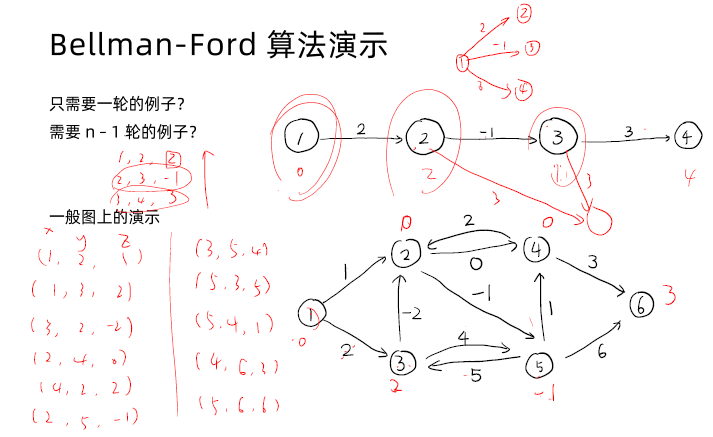 Bellman-Ford 算法演示
只需要一轮的例子？
需要 n - 1 轮的例子？
1, 2, 2
2, 3, -1
3, 4, 3
一般图上的演示
x y z
(1, 2, 1)
(1, 3, 2)
(3, 2, -2)
(2, 4, 0)
(4, 2, 2)
(2, 5, -1)
(3, 5, 4)
(5, 3, 5)
(5, 4, 1)
(4, 6, 3)
(5, 6, 6)
1 2 3 4
2 -1 3
1 2 2 -1 3 3 4
0 2 1 4
3 3
0 0
2
2 4
0
1 -1 3
1 -2 1 6 3
0 2 4
3 5 5
6
2 -1